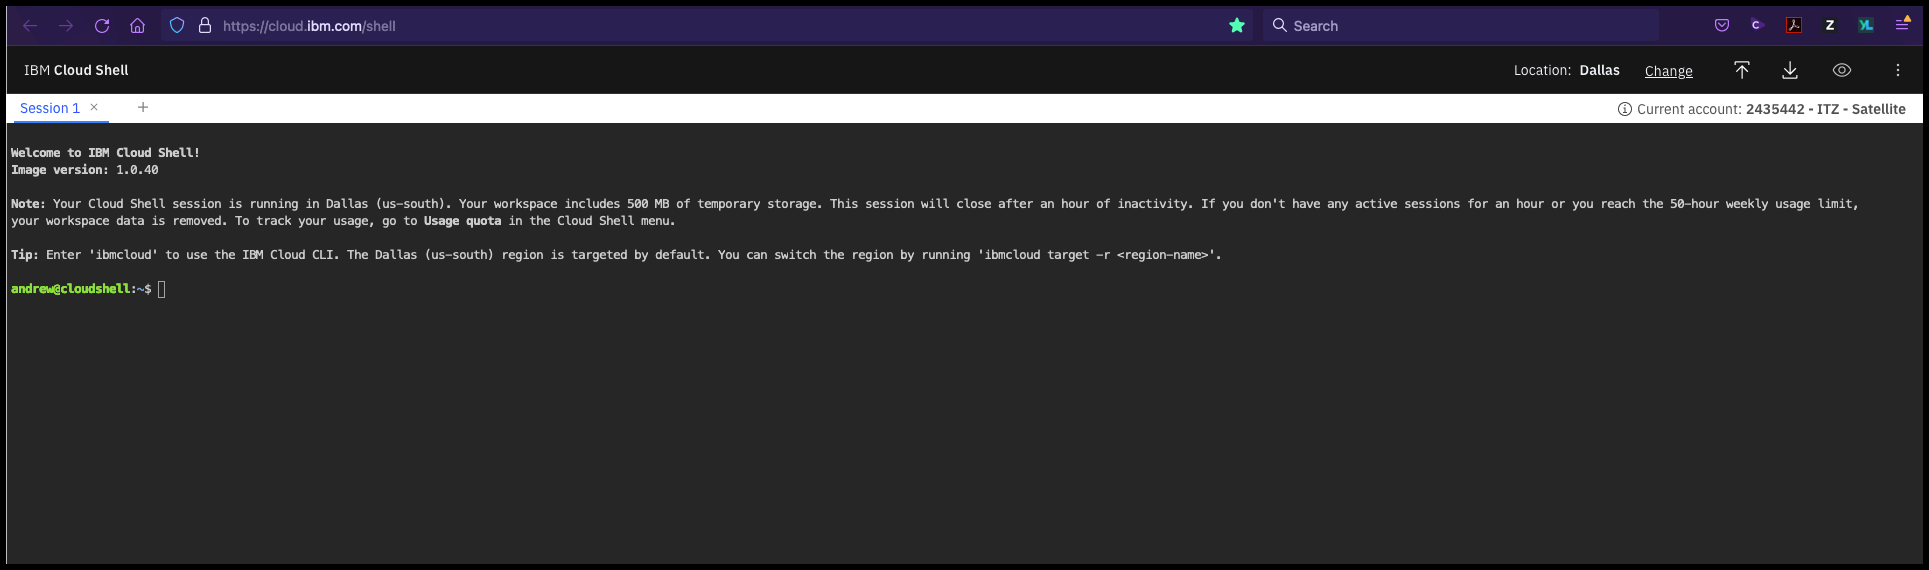 https://cloud.ibm.com/shell
Search
IBM Cloud Shell
Location: Dallas Change
Session 1
Current account: 2435442 - ITZ - Satellite
Welcome to IBM Cloud Shell!
Image version: 1.0.40
Note: Your Cloud Shell session is running in Dallas (us-south). Your workspace includes 500 MB of temporary storage. This session will close after an hour of inactivity. If you don't have any active sessions for an hour or you reach the 50-hour weekly usage limit,
your workspace data is removed. To track your usage, go to Usage quota in the Cloud Shell menu.
Tip: Enter 'ibmcloud' to use the IBM Cloud CLI. The Dallas (us-south) region is targeted by default. You can switch the region by running 'ibmcloud target -r <region-name>'.
andrew@cloudshell:~$